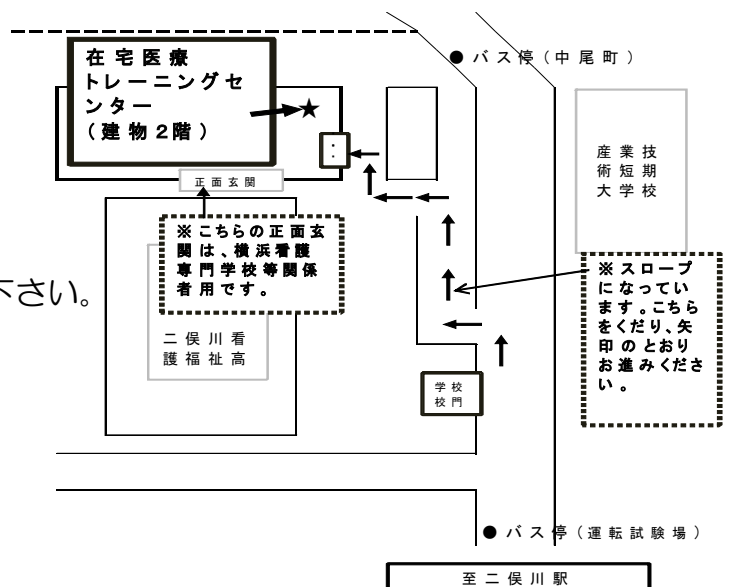 在宅医療
トレーニングセ
ンター
(建物2階)
★
● バス停(中尾町)
産業技
術短期
大学校
正面玄関
※こちらの正面玄
関は、横浜看護
専門学校等関係
者用です。
下さい。
※スロープ
になってい
ます。こちら
をくだり、矢
印のとおり
お進みくださ
い。
二俣川看
護福祉高
学校
校門
● バス停(運転試験場)
至二俣川駅